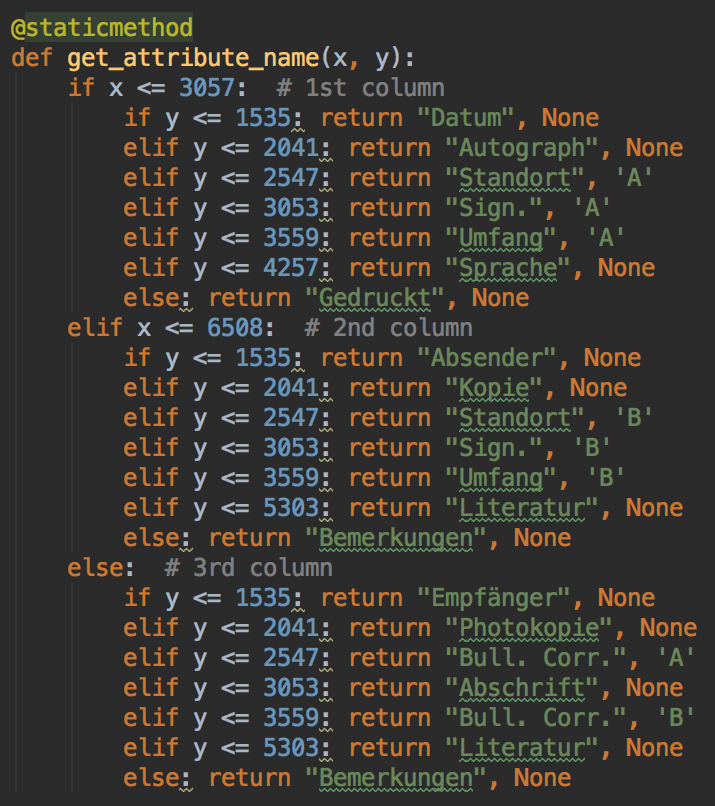 @staticmethod
def get_attribute_name(x, y):
    if x <= 3057:  # 1st column
        if y <= 1535: return "Datum", None
        elif y <= 2041: return "Autograph", None
        elif y <= 2547: return "Standort", 'A'
        elif y <= 3053: return "Sign.", 'A'
        elif y <= 3559: return "Umfang", 'A'
        elif y <= 4257: return "Sprache", None
        else: return "Gedruckt", None
    elif x <= 6508:  # 2nd column
        if y <= 1535: return "Absender", None
        elif y <= 2041: return "Kopie", None
        elif y <= 2547: return "Standort", 'B'
        elif y <= 3053: return "Sign.", 'B'
        elif y <= 3559: return "Umfang", 'B'
        elif y <= 5303: return "Literatur", None
        else: return "Bemerkungen", None
    else:  # 3rd column
        if y <= 1535: return "Empfänger", None
        elif y <= 2041: return "Photokopie", None
        elif y <= 2547: return "Bull. Corr.", 'A'
        elif y <= 3053: return "Abschrift", None
        elif y <= 3559: return "Bull. Corr.", 'B'
        elif y <= 5303: return "Literatur", None
        else: return "Bemerkungen", None